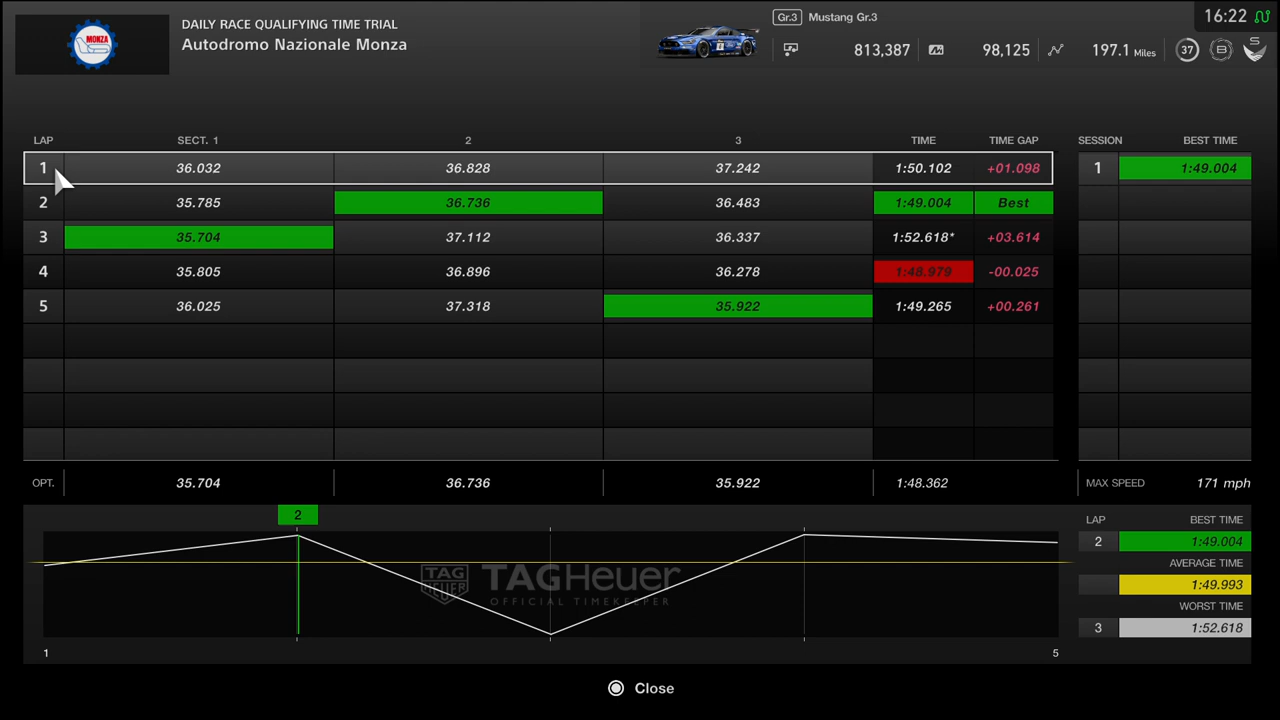 DAILY RACE QUALIFYING TIME TRIAL
Autodromo Nazionale Monza
MONZA
Gr.3 Mustang Gr.3
813,387 98,125 197.1 Miles 37 B S
16:22
LAP SECT. 1 2 3 TIME TIME GAP
1 36.032 36.828 37.242 1:50.102 +01.098
2 35.785 36.736 36.483 1:49.004 Best
3 35.704 37.112 36.337 1:52.618* +03.614
4 35.805 36.896 36.278 1:48.979 -00.025
5 36.025 37.318 35.922 1:49.265 +00.261
OPT. 35.704 36.736 35.922 1:48.362
SESSION BEST TIME
1 1:49.004
MAX SPEED 171 mph
2
TAG HEUER TAGHeuer
OFFICIAL TIMEKEEPER
1 5
LAP BEST TIME
2 1:49.004
AVERAGE TIME
1:49.993
WORST TIME
3 1:52.618
Close